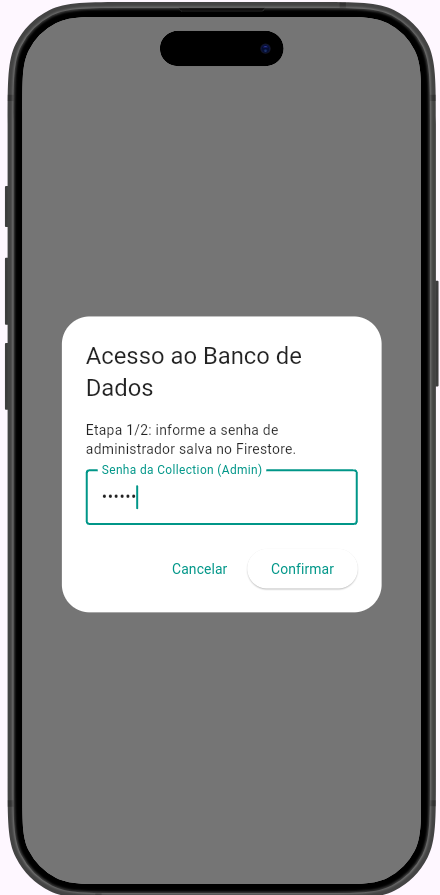 Acesso ao Banco de
Dados
Etapa 1/2: informe a senha de
administrador salva no Firestore.
Senha da Collection (Admin)
••••••
Cancelar
Confirmar